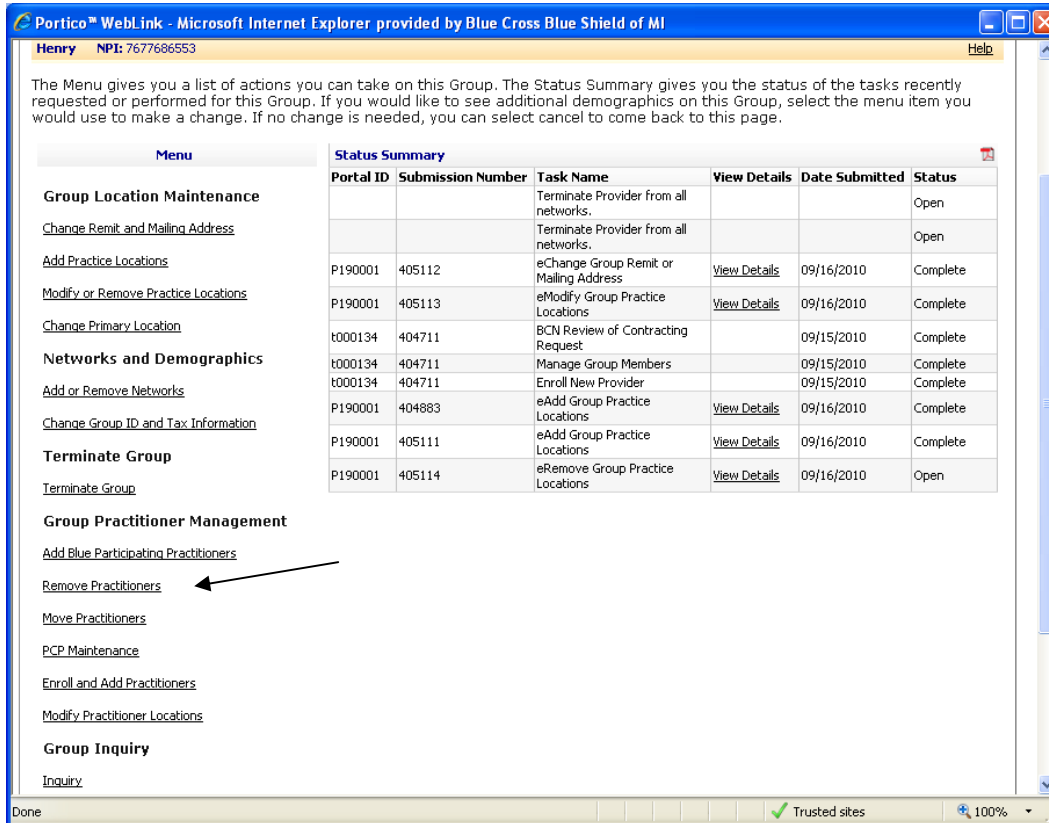 Portico™ WebLink - Microsoft Internet Explorer provided by Blue Cross Blue Shield of MI
Henry NPI: 7677686553 Help
The Menu gives you a list of actions you can take on this Group. The Status Summary gives you the status of the tasks recently
requested or performed for this Group. If you would like to see additional demographics on this Group, select the menu item you
would use to make a change. If no change is needed, you can select cancel to come back to this page.
Menu
Group Location Maintenance
Change Remit and Mailing Address
Add Practice Locations
Modify or Remove Practice Locations
Change Primary Location
Networks and Demographics
Add or Remove Networks
Change Group ID and Tax Information
Terminate Group
Terminate Group
Group Practitioner Management
Add Blue Participating Practitioners
Remove Practitioners
Move Practitioners
PCP Maintenance
Enroll and Add Practitioners
Modify Practitioner Locations
Group Inquiry
Inquiry
Status Summary
Portal ID Submission Number Task Name View Details Date Submitted Status
Terminate Provider from all
networks. Open
Terminate Provider from all
networks. Open
P190001 405112 eChange Group Remit or
Mailing Address View Details 09/16/2010 Complete
P190001 405113 eModify Group Practice
Locations View Details 09/16/2010 Complete
t000134 404711 BCN Review of Contracting
Request 09/15/2010 Complete
t000134 404711 Manage Group Members 09/15/2010 Complete
t000134 404711 Enroll New Provider 09/15/2010 Complete
P190001 404883 eAdd Group Practice
Locations View Details 09/16/2010 Complete
P190001 405111 eAdd Group Practice
Locations View Details 09/16/2010 Complete
P190001 405114 eRemove Group Practice
Locations View Details 09/16/2010 Open
Done Trusted sites 100%